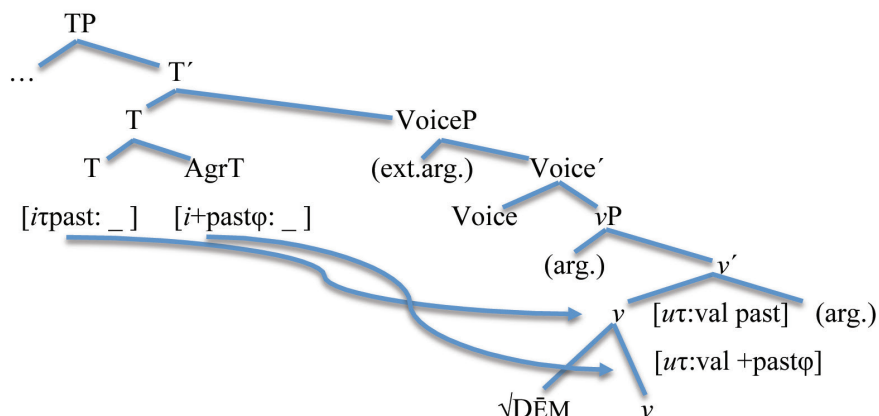 TP
… T´
T VoiceP
T AgrT (ext.arg.) Voice´
[iτpast: _ ] [i+pastφ: _ ] Voice vP
(arg.) v´
v [uτ:val past] (arg.)
[uτ:val +pastφ]
√DĒM v